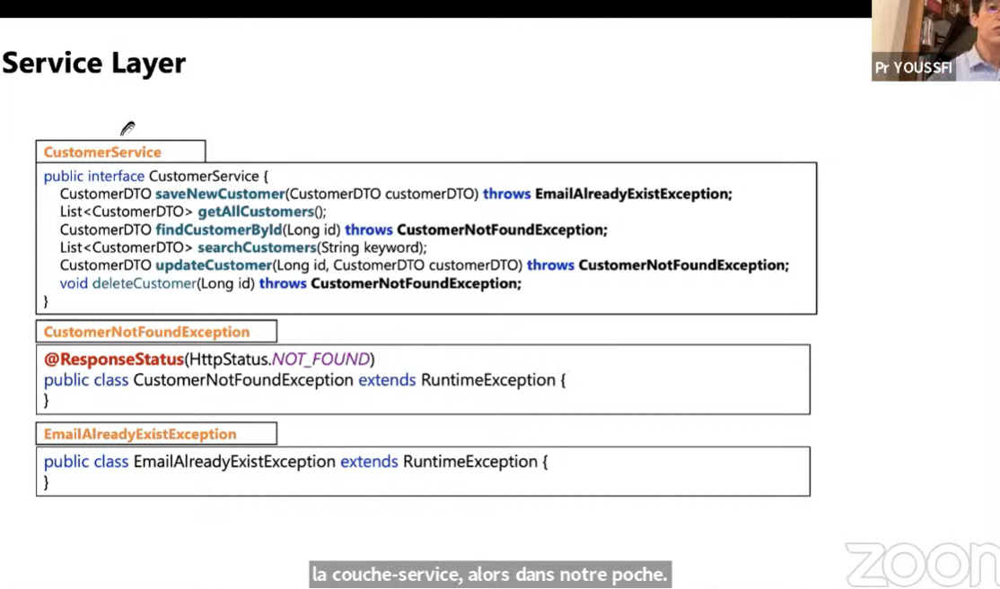 Service Layer
Pr YOUSSFI
CustomerService
public interface CustomerService {
CustomerDTO saveNewCustomer(CustomerDTO customerDTO) throws EmailAlreadyExistException;
List<CustomerDTO> getAllCustomers();
CustomerDTO findCustomerById(Long id) throws CustomerNotFoundException;
List<CustomerDTO> searchCustomers(String keyword);
CustomerDTO updateCustomer(Long id, CustomerDTO customerDTO) throws CustomerNotFoundException;
void deleteCustomer(Long id) throws CustomerNotFoundException;
}
CustomerNotFoundException
@ResponseStatus(HttpStatus.NOT_FOUND)
public class CustomerNotFoundException extends RuntimeException {
}
EmailAlreadyExistException
public class EmailAlreadyExistException extends RuntimeException {
}
zoom
la couche-service, alors dans notre poche.